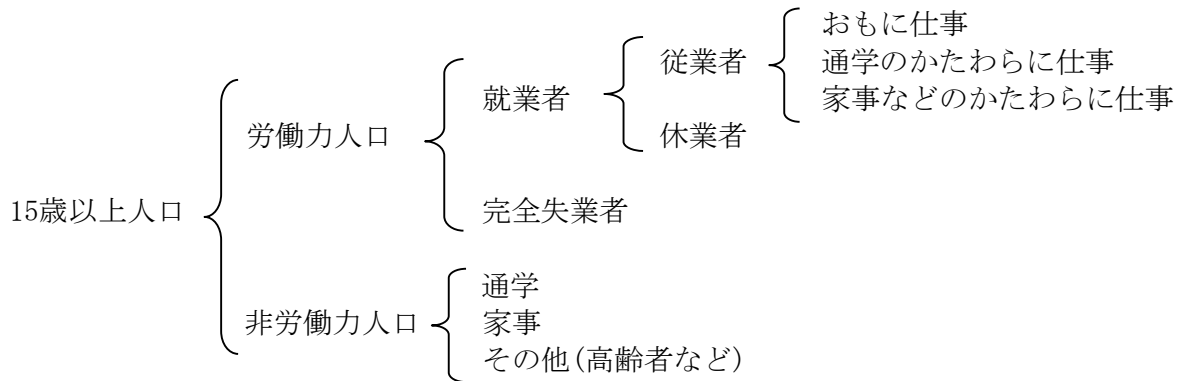 おもに仕事
従業者
通学のかたわらに仕事
就業者
家事などのかたわらに仕事
労働力人口
休業者
15歳以上人口
完全失業者
通学
非労働力人口
家事
その他(高齢者など)